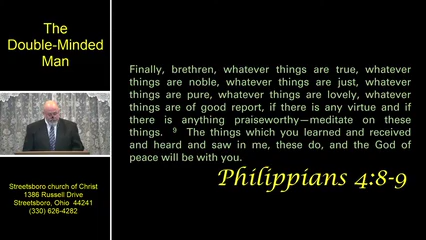 The
Double-Minded
Man
Finally, brethren, whatever things are true, whatever
things are noble, whatever things are just, whatever
things are pure, whatever things are lovely, whatever
things are of good report, if there is any virtue and if
there is anything praiseworthy—meditate on these
things. 9 The things which you learned and received
and heard and saw in me, these do, and the God of
peace will be with you.
Philippians 4:8-9
Streetsboro church of Christ
1386 Russell Drive
Streetsboro, Ohio 44241
(330) 626-4282